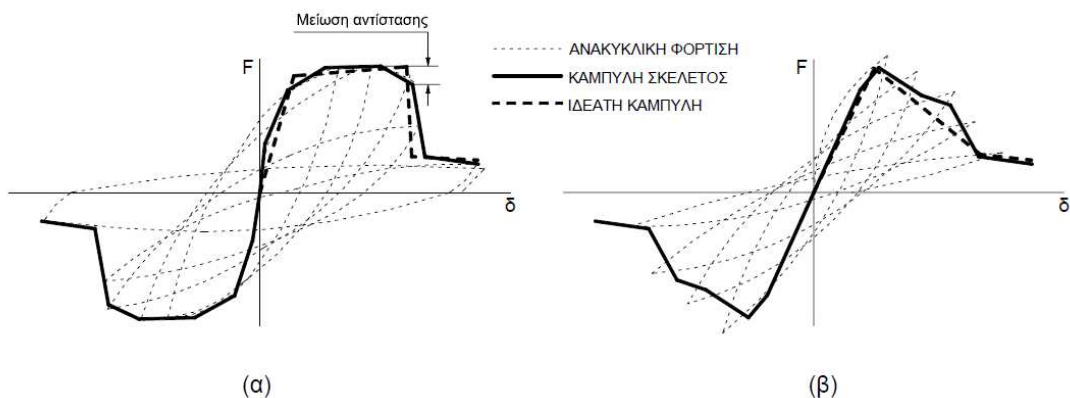 Μείωση αντίστασης
F
δ
ΑΝΑΚΥΚΛΙΚΗ ΦΟΡΤΙΣΗ
ΚΑΜΠΥΛΗ ΣΚΕΛΕΤΟΣ
ΙΔΕΑΤΗ ΚΑΜΠΥΛΗ
F
δ
(α)
(β)